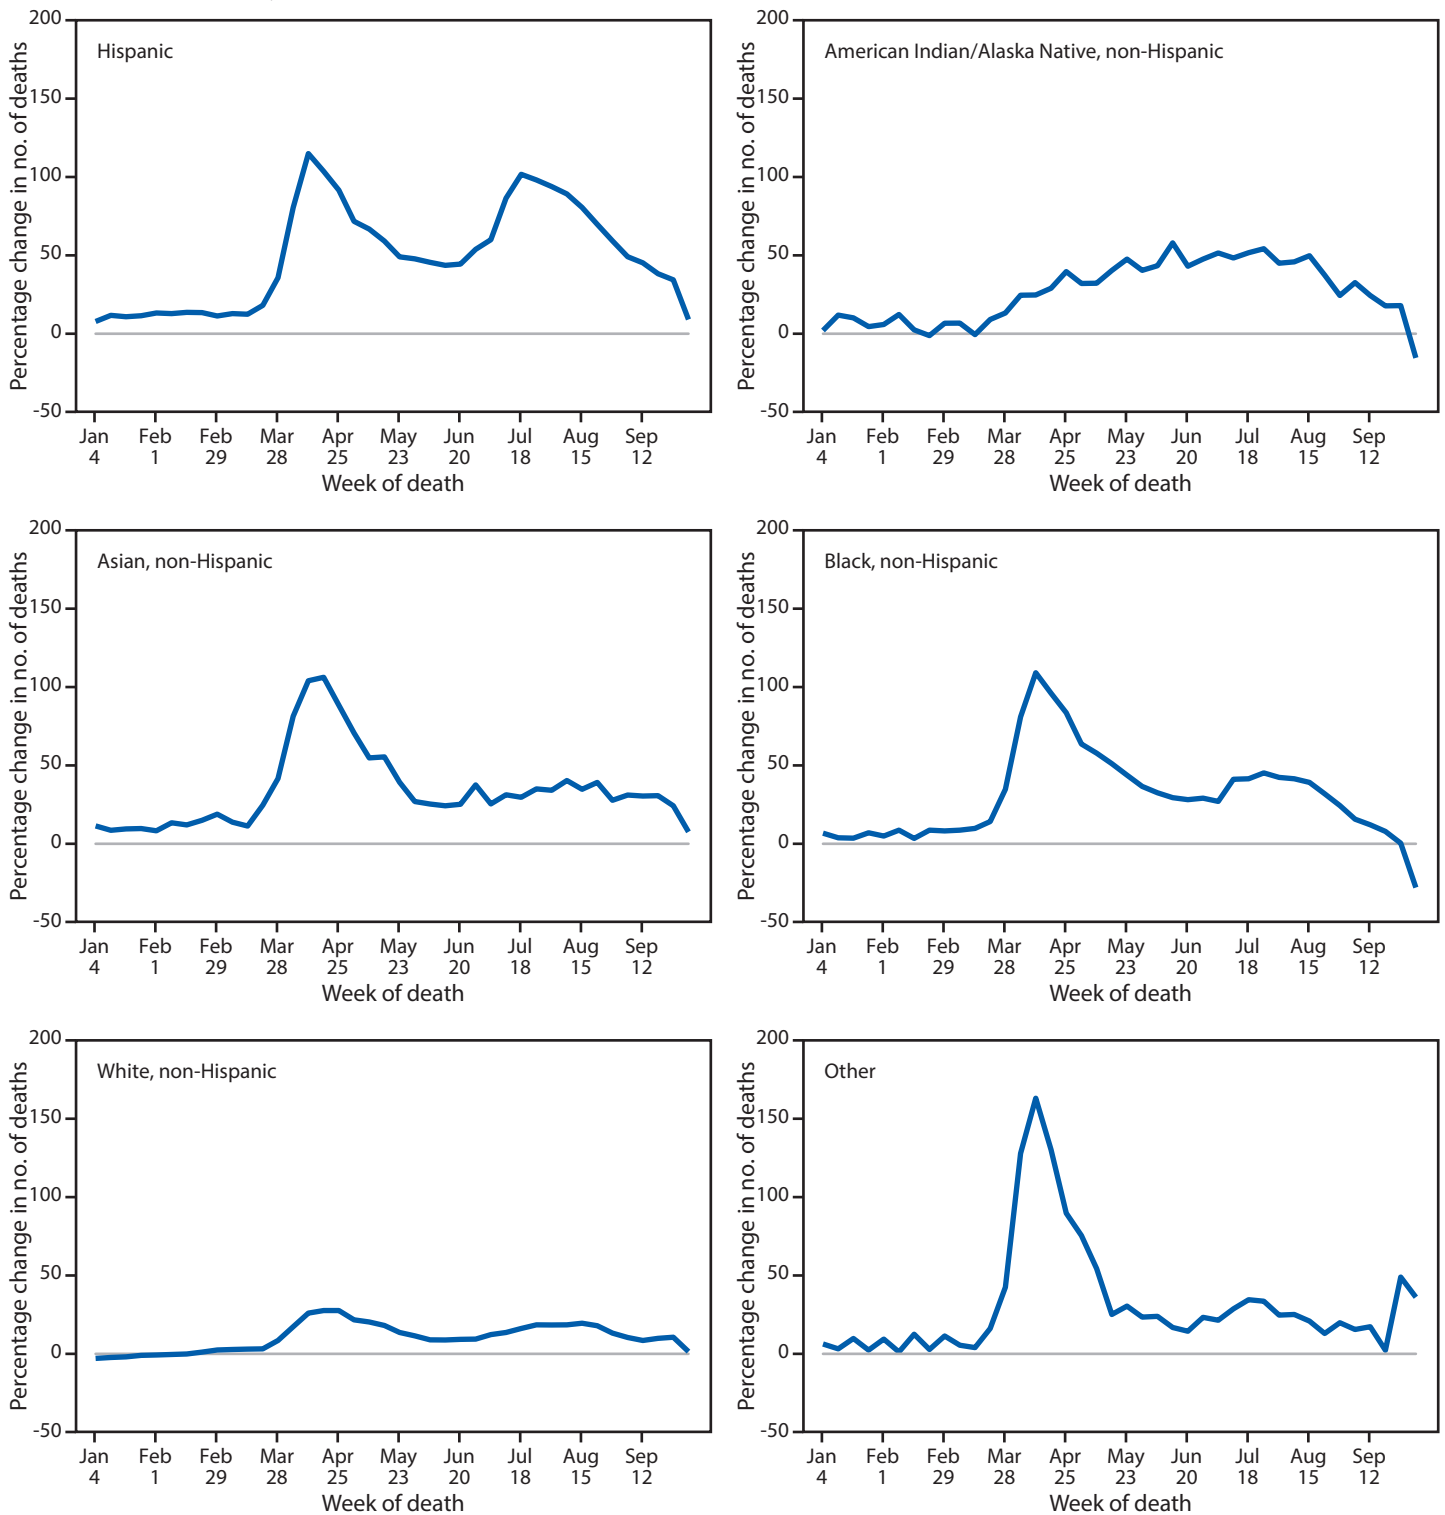 200
150
100
50
0
-50
Percentage change in no. of deaths
Hispanic
Jan Feb Feb Mar Apr May Jun Jul Aug Sep
4 1 29 28 25 23 20 18 15 12
Week of death
200
150
100
50
0
-50
Percentage change in no. of deaths
American Indian/Alaska Native, non-Hispanic
Jan Feb Feb Mar Apr May Jun Jul Aug Sep
4 1 29 28 25 23 20 18 15 12
Week of death
200
150
100
50
0
-50
Percentage change in no. of deaths
Asian, non-Hispanic
Jan Feb Feb Mar Apr May Jun Jul Aug Sep
4 1 29 28 25 23 20 18 15 12
Week of death
200
150
100
50
0
-50
Percentage change in no. of deaths
Black, non-Hispanic
Jan Feb Feb Mar Apr May Jun Jul Aug Sep
4 1 29 28 25 23 20 18 15 12
Week of death
200
150
100
50
0
-50
Percentage change in no. of deaths
White, non-Hispanic
Jan Feb Feb Mar Apr May Jun Jul Aug Sep
4 1 29 28 25 23 20 18 15 12
Week of death
200
150
100
50
0
-50
Percentage change in no. of deaths
Other
Jan Feb Feb Mar Apr May Jun Jul Aug Sep
4 1 29 28 25 23 20 18 15 12
Week of death